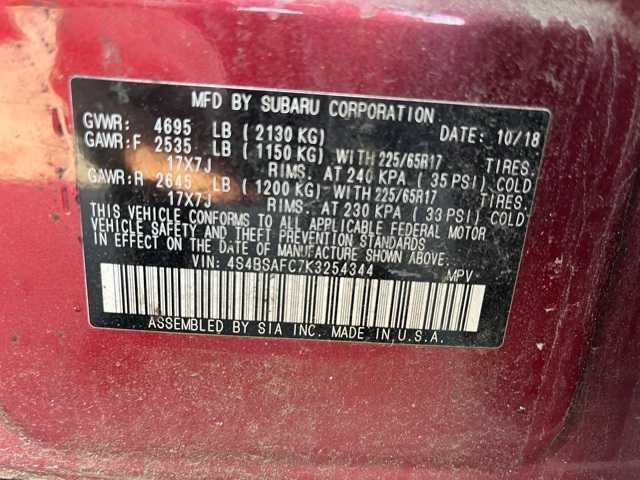 MFD BY SUBARU CORPORATION
GVWR: 4695 LB (2130 KG) DATE: 10/18
GAWR:F 2535 LB (1150 KG) WITH 225/65R17 TIRES.
17X7J RIMS. AT 240 KPA (35 PSI) COLD
GAWR:R 2645 LB (1200 KG) WITH 225/65R17 TIRES.
17X7J RIMS. AT 230 KPA (33 PSI) COLD
THIS VEHICLE CONFORMS TO ALL APPLICABLE FEDERAL MOTOR
VEHICLE SAFETY AND THEFT PREVENTION STANDARDS
IN EFFECT ON THE DATE OF MANUFACTURE SHOWN ABOVE.
VIN: 4S4BSAFC7K3254344 MPV
ASSEMBLED BY SIA INC. MADE IN U.S.A.